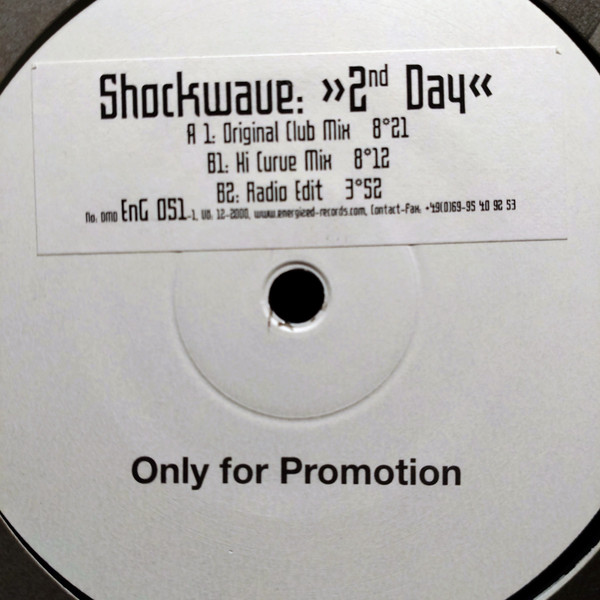 Shockwave: »2nd Day«
A 1: Original Club Mix 8°21
B1: Hi Curve Mix 8°12
B2: Radio Edit 3°52
No. DMD EnG 051-1, VÖ. 12-2000, www.energized-records.com, Contact-Fax: +49(0)69-95 40 92 53
Only for Promotion